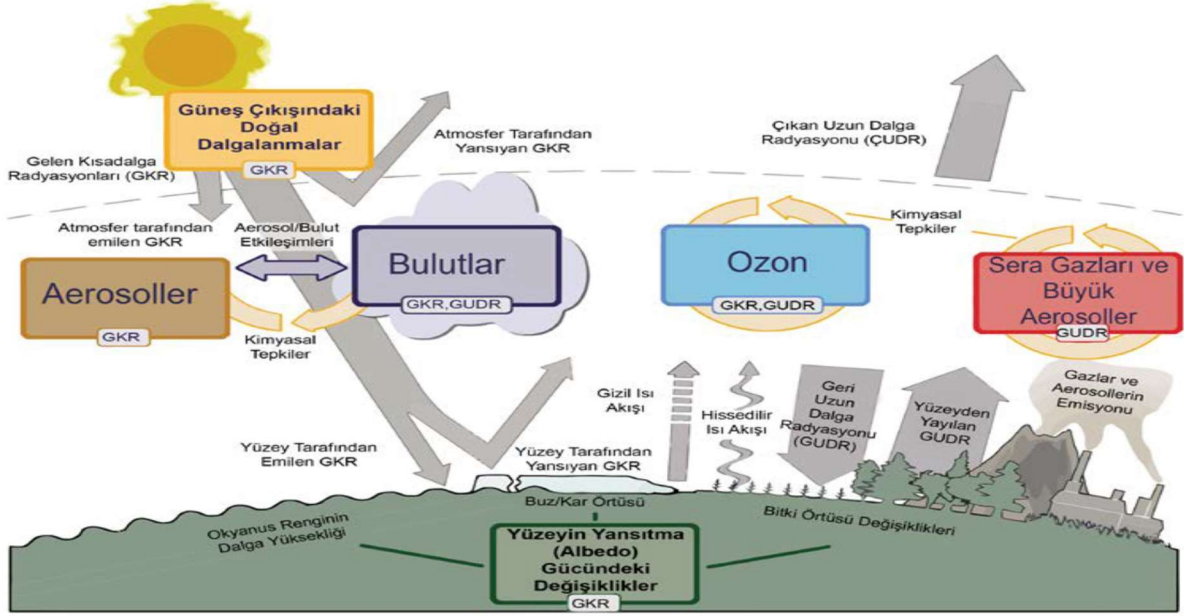 Güneş Çıkışındaki
Doğal
Dalgalanmalar
GKR
Gelen Kısadalga
Radyasyonları (GKR)
Atmosfer Tarafından
Yansıyan GKR
Çıkan Uzun Dalga
Radyasyonu (ÇUDR)
Atmosfer tarafından
emilen GKR
Aerosol/Bulut
Etkileşimleri
Kimyasal
Tepkiler
Aerosoller
GKR
Bulutlar
GKR,GUDR
Ozon
GKR,GUDR
Sera Gazları ve
Büyük
Aerosoller
GUDR
Kimyasal
Tepkiler
Gizil Isı
Akışı
Hissedilir
Isı Akışı
Geri
Uzun
Dalga
Radyasyonu
(GUDR)
Yüzeyden
Yayılan
GUDR
Gazlar ve
Aerosollerin
Emisyonu
Yüzey Tarafından
Emilen GKR
Yüzey Tarafından
Yansıyan GKR
Buz/Kar Örtüsü
Okyanus Renginin
Dalga Yüksekliği
Bitki Örtüsü Değişiklikleri
Yüzeyin Yansıtma
(Albedo)
Gücündeki
Değişiklikler
GKR